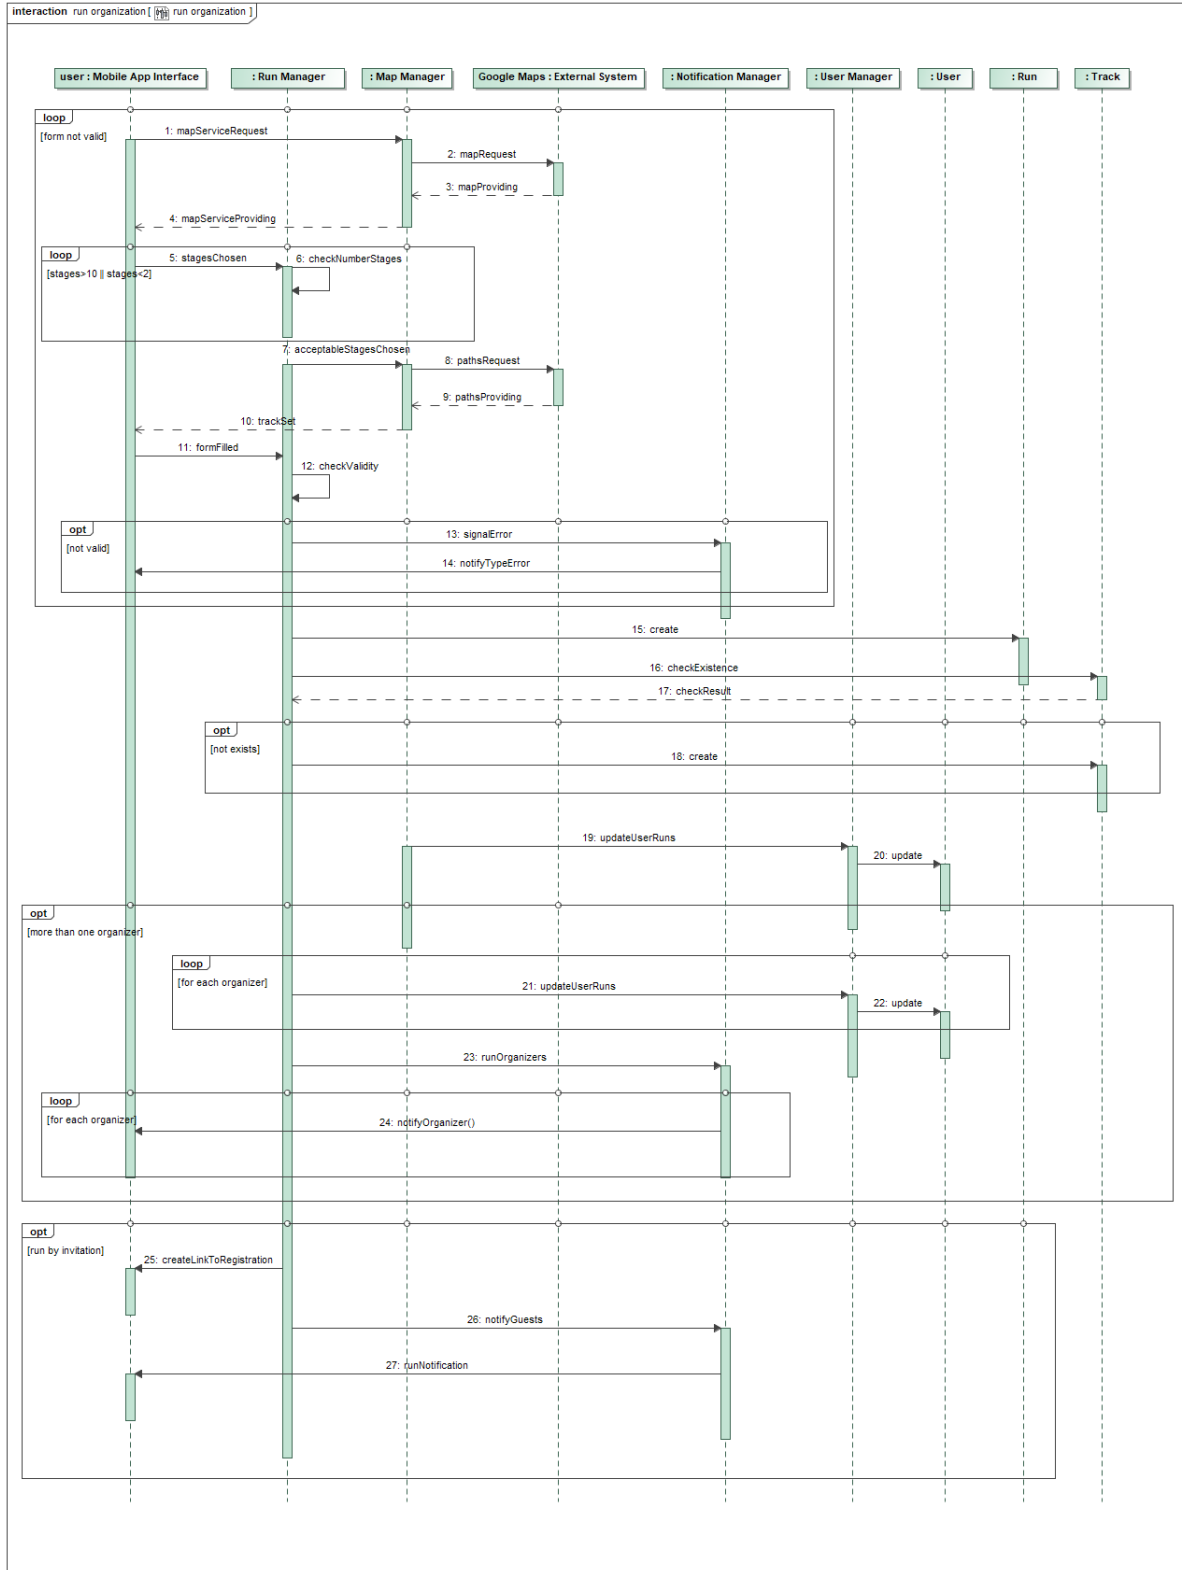 interaction run organization [ run organization ]
user : Mobile App Interface
: Run Manager
: Map Manager
Google Maps : External System
: Notification Manager
: User Manager
: User
: Run
: Track
loop
[form not valid]
1: mapServiceRequest
2: mapRequest
3: mapProviding
4: mapServiceProviding
loop
[stages>10 || stages<2]
5: stagesChosen
6: checkNumberStages
7: acceptableStagesChosen
8: pathsRequest
9: pathsProviding
10: trackSet
11: formFilled
12: checkValidity
opt
[not valid]
13: signalError
14: notifyTypeError
15: create
16: checkExistence
17: checkResult
opt
[not exists]
18: create
19: updateUserRuns
20: update
opt
[more than one organizer]
loop
[for each organizer]
21: updateUserRuns
22: update
23: runOrganizers
loop
[for each organizer]
24: notifyOrganizer()
opt
[run by invitation]
25: createLinkToRegistration
26: notifyGuests
27: runNotification